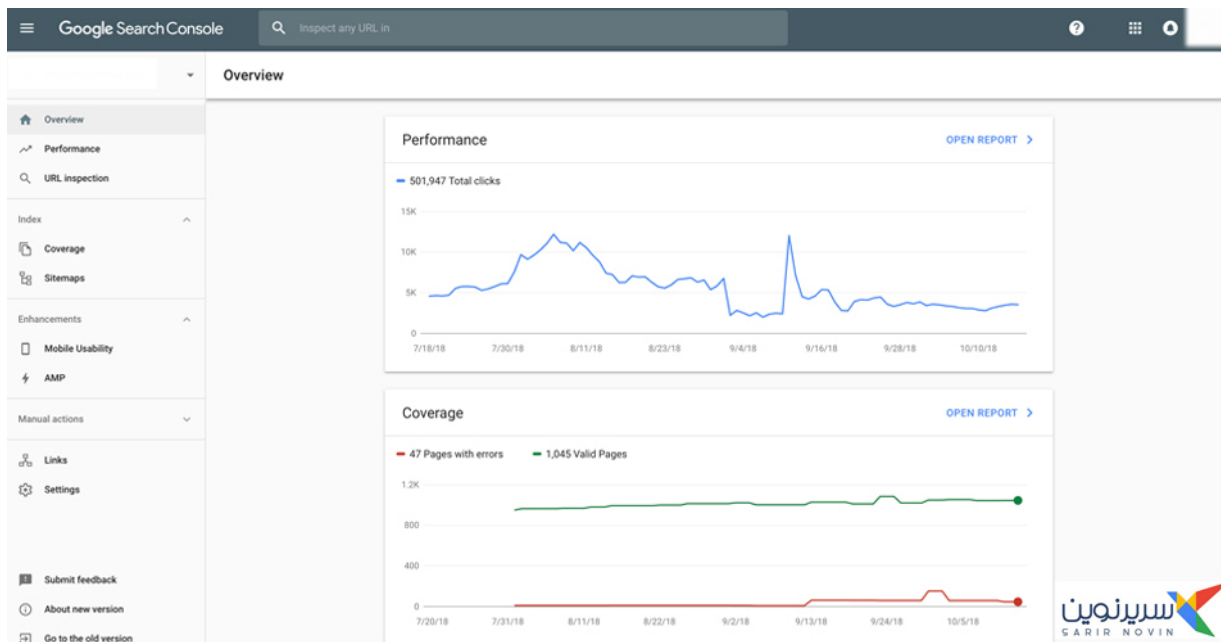 Google Search Console
Inspect any URL in
Overview
Overview
Performance
URL inspection
Index
Coverage
Sitemaps
Enhancements
Mobile Usability
AMP
Manual actions
Links
Settings
Submit feedback
About new version
Go to the old version
Performance
OPEN REPORT
501,947 Total clicks
15K
10K
5K
0
7/18/18 7/30/18 8/11/18 8/23/18 9/4/18 9/16/18 9/28/18 10/10/18
Coverage
OPEN REPORT
47 Pages with errors 1,045 Valid Pages
1.2K
800
400
0
7/20/18 7/31/18 8/11/18 8/22/18 9/2/18 9/13/18 9/24/18 10/5/18
سریرنوین
SARIR NOVIN